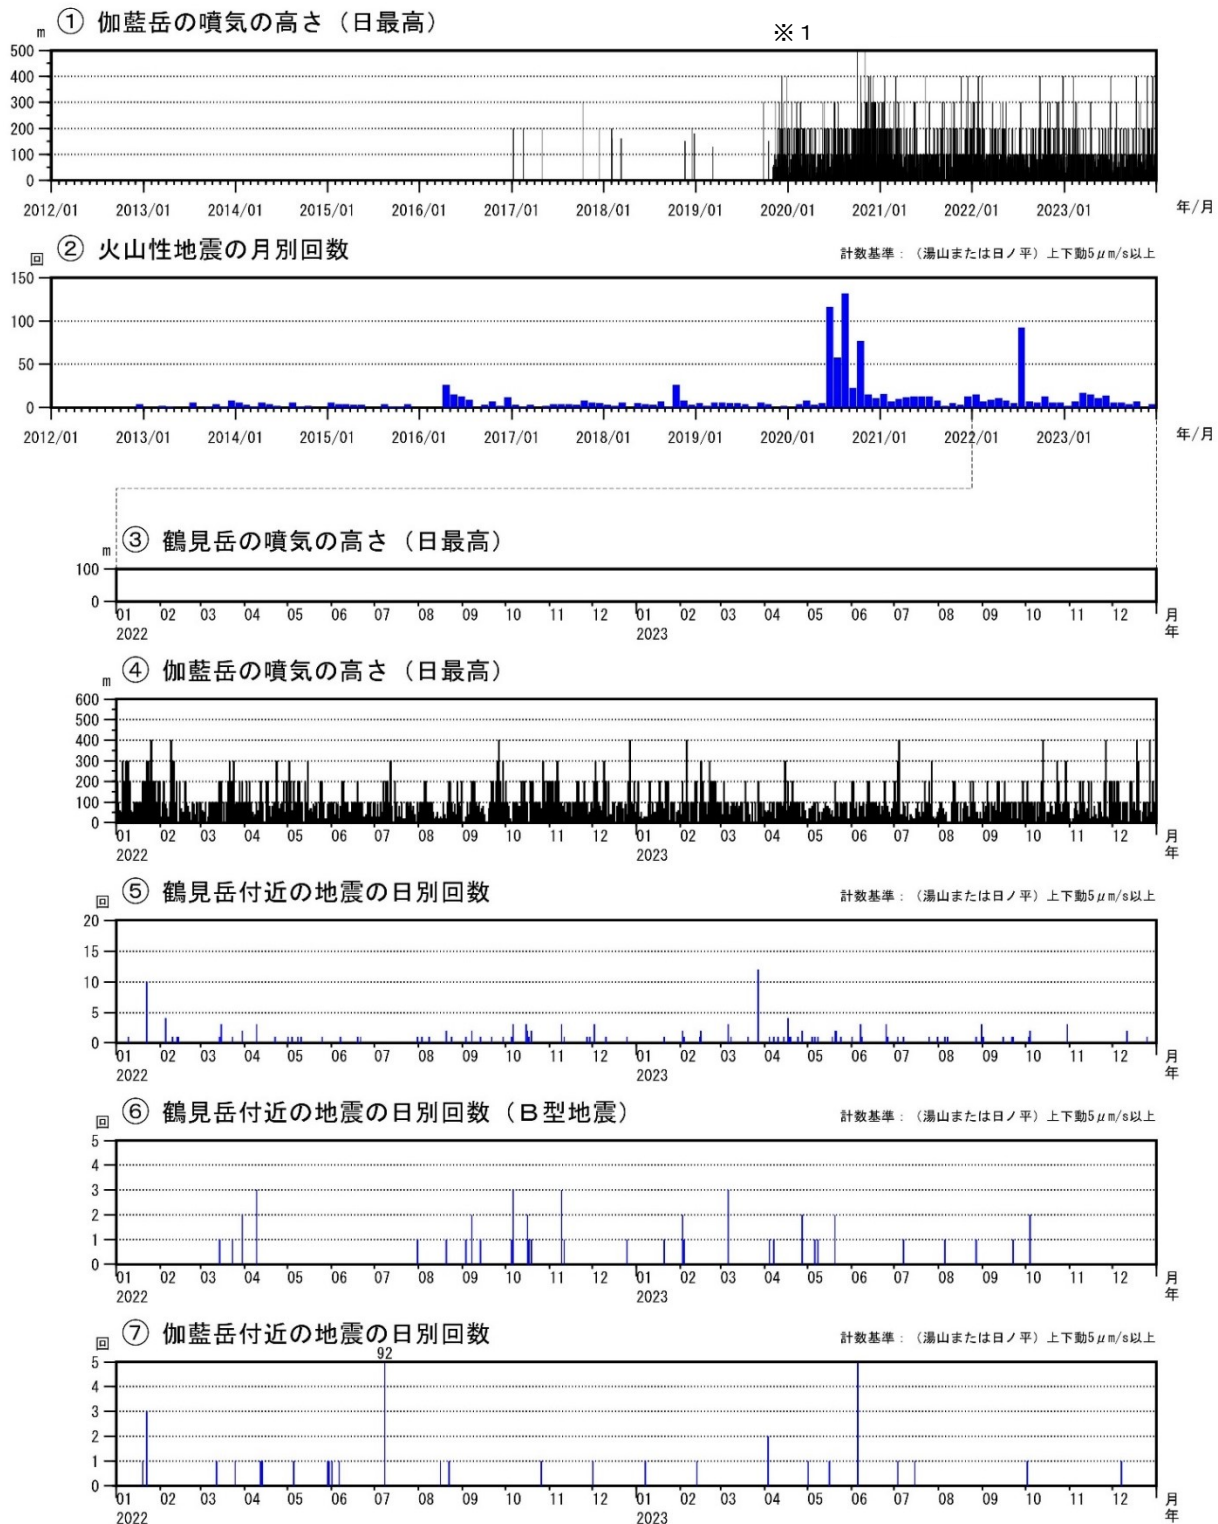 ① 伽藍岳の噴気の高さ（日最高）
※１
m
500
400
300
200
100
0
2012/01 2013/01 2014/01 2015/01 2016/01 2017/01 2018/01 2019/01 2020/01 2021/01 2022/01 2023/01 年/月
② 火山性地震の月別回数
計数基準：（湯山または日ノ平）上下動5μm/s以上
回
150
100
50
0
2012/01 2013/01 2014/01 2015/01 2016/01 2017/01 2018/01 2019/01 2020/01 2021/01 2022/01 2023/01 年/月
③ 鶴見岳の噴気の高さ（日最高）
m
100
0
01 02 03 04 05 06 07 08 09 10 11 12 01 02 03 04 05 06 07 08 09 10 11 12 月
2022 2023 年
④ 伽藍岳の噴気の高さ（日最高）
m
600
500
400
300
200
100
0
01 02 03 04 05 06 07 08 09 10 11 12 01 02 03 04 05 06 07 08 09 10 11 12 月
2022 2023 年
⑤ 鶴見岳付近の地震の日別回数
計数基準：（湯山または日ノ平）上下動5μm/s以上
回
20
15
10
5
0
01 02 03 04 05 06 07 08 09 10 11 12 01 02 03 04 05 06 07 08 09 10 11 12 月
2022 2023 年
⑥ 鶴見岳付近の地震の日別回数（Ｂ型地震）
計数基準：（湯山または日ノ平）上下動5μm/s以上
回
5
4
3
2
1
0
01 02 03 04 05 06 07 08 09 10 11 12 01 02 03 04 05 06 07 08 09 10 11 12 月
2022 2023 年
⑦ 伽藍岳付近の地震の日別回数
計数基準：（湯山または日ノ平）上下動5μm/s以上
回
92
5
4
3
2
1
0
01 02 03 04 05 06 07 08 09 10 11 12 01 02 03 04 05 06 07 08 09 10 11 12 月
2022 2023 年